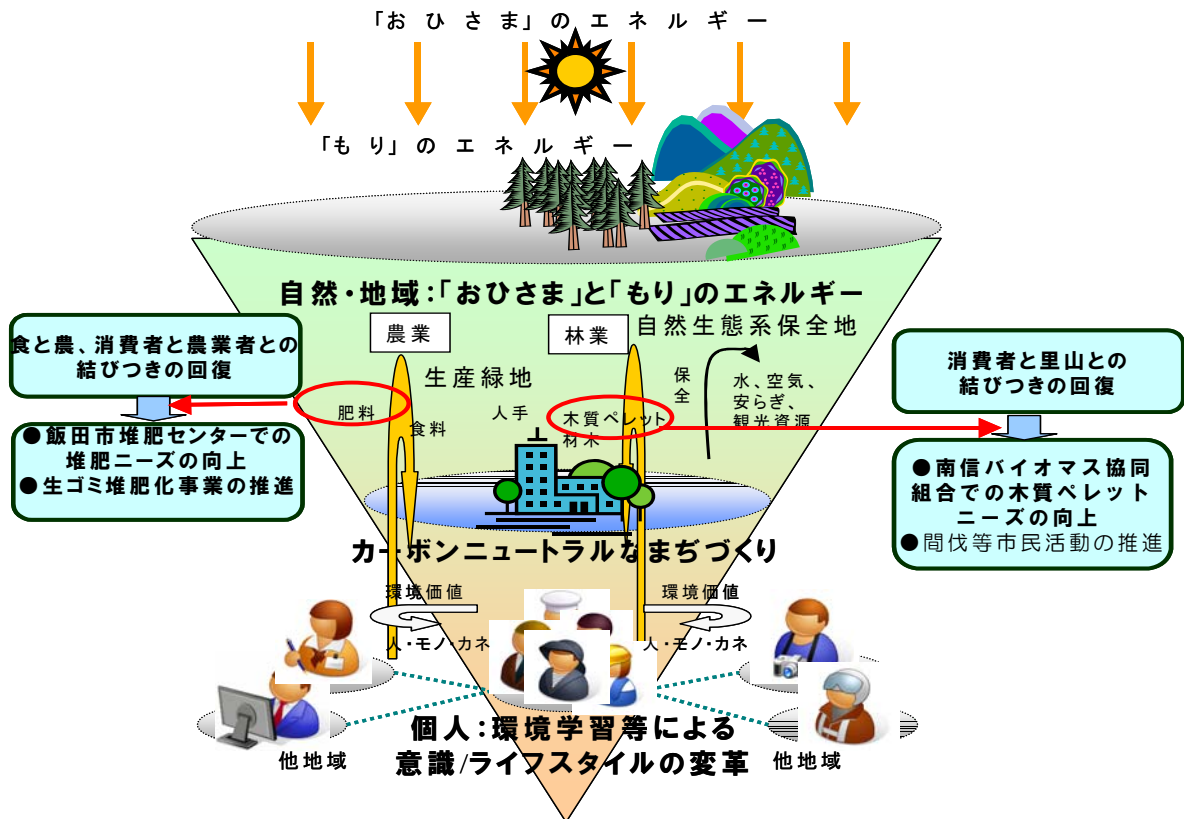 「おひさま」のエネルギー
「もり」のエネルギー
自然・地域：「おひさま」と「もり」のエネルギー
農業
林業
自然生態系保全地
食と農、消費者と農業者との
結びつきの回復
●飯田市堆肥センターでの
堆肥ニーズの向上
●生ゴミ堆肥化事業の推進
生産緑地
肥料
食料
人手
木質ペレット
材木
保全
水、空気、
安らぎ、
観光資源
消費者と里山との
結びつきの回復
●南信バイオマス協同
組合での木質ペレット
ニーズの向上
●間伐等市民活動の推進
カーボンニュートラルなまちづくり
環境価値
環境価値
人・モノ・カネ
人・モノ・カネ
個人：環境学習等による
意識/ライフスタイルの変革
他地域
他地域